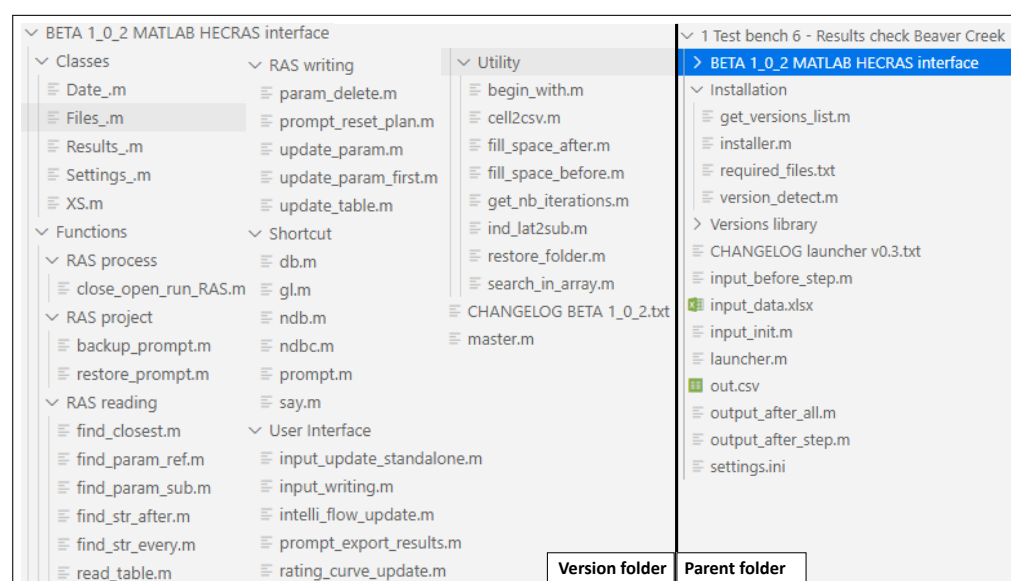 BETA 1_0_2 MATLAB HECRAS interface
Classes
Date_.m
Files_.m
Results_.m
Settings_.m
XS.m
Functions
RAS process
close_open_run_RAS.m
RAS project
backup_prompt.m
restore_prompt.m
RAS reading
find_closest.m
find_param_ref.m
find_param_sub.m
find_str_after.m
find_str_every.m
read_table.m
RAS writing
param_delete.m
prompt_reset_plan.m
update_param.m
update_param_first.m
update_table.m
Shortcut
db.m
gl.m
ndb.m
ndbc.m
prompt.m
say.m
User Interface
input_update_standalone.m
input_writing.m
intelli_flow_update.m
prompt_export_results.m
rating_curve_update.m
Utility
begin_with.m
cell2csv.m
fill_space_after.m
fill_space_before.m
get_nb_iterations.m
ind_lat2sub.m
restore_folder.m
search_in_array.m
CHANGELOG BETA 1_0_2.txt
master.m
Version folder
1 Test bench 6 - Results check Beaver Creek
BETA 1_0_2 MATLAB HECRAS interface
Installation
get_versions_list.m
installer.m
required_files.txt
version_detect.m
Versions library
CHANGELOG launcher v0.3.txt
input_before_step.m
input_data.xlsx
input_init.m
launcher.m
out.csv
output_after_all.m
output_after_step.m
settings.ini
Parent folder